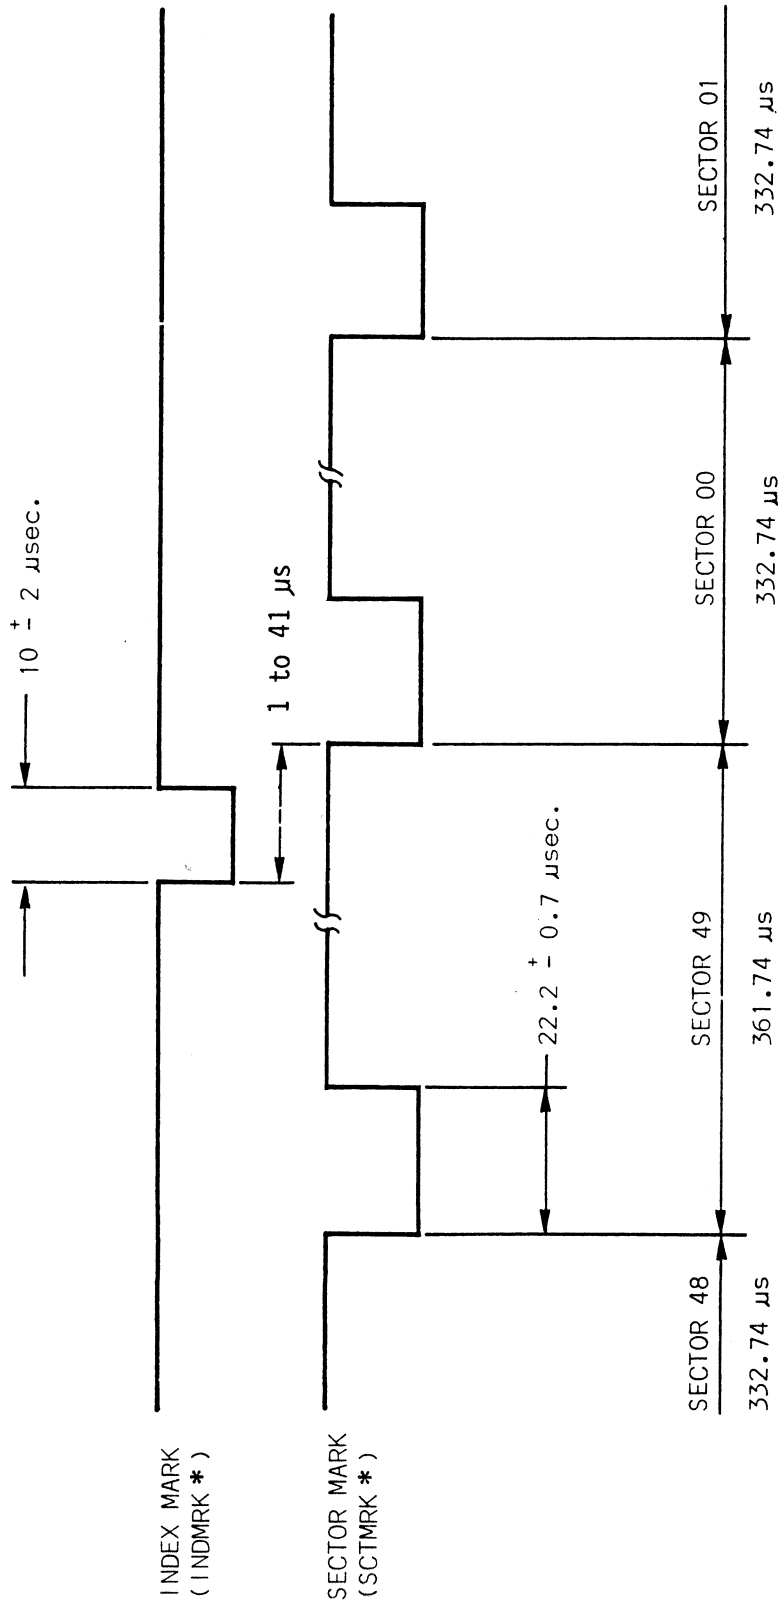 10 ± 2 µsec.
INDEX MARK
(INDMRK *)
1 to 41 µs
SECTOR MARK
(SCTMRK *)
22.2 ± 0.7 µsec.
SECTOR 48
SECTOR 49
SECTOR 00
SECTOR 01
332.74 µs
361.74 µs
332.74 µs
332.74 µs